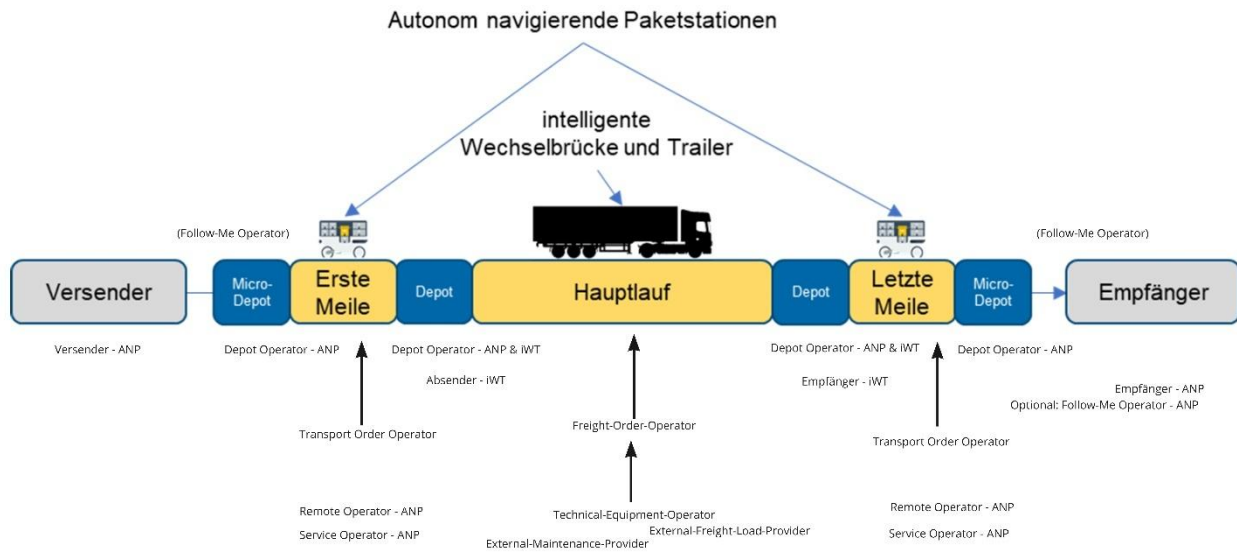 Autonom navigierende Paketstationen
intelligente
Wechselbrücke und Trailer
(Follow-Me Operator)
(Follow-Me Operator)
Versender
Micro-
Depot
Erste
Meile
Depot
Hauptlauf
Depot
Letzte
Meile
Micro-
Depot
Empfänger
Versender - ANP
Depot Operator - ANP
Depot Operator - ANP & iWT
Absender - iWT
Depot Operator - ANP & iWT
Empfänger - iWT
Depot Operator - ANP
Empfänger - ANP
Optional: Follow-Me Operator - ANP
Transport Order Operator
Freight-Order-Operator
Transport Order Operator
Remote Operator - ANP
Service Operator - ANP
Technical-Equipment-Operator
External-Freight-Load-Provider
External-Maintenance-Provider
Remote Operator - ANP
Service Operator - ANP